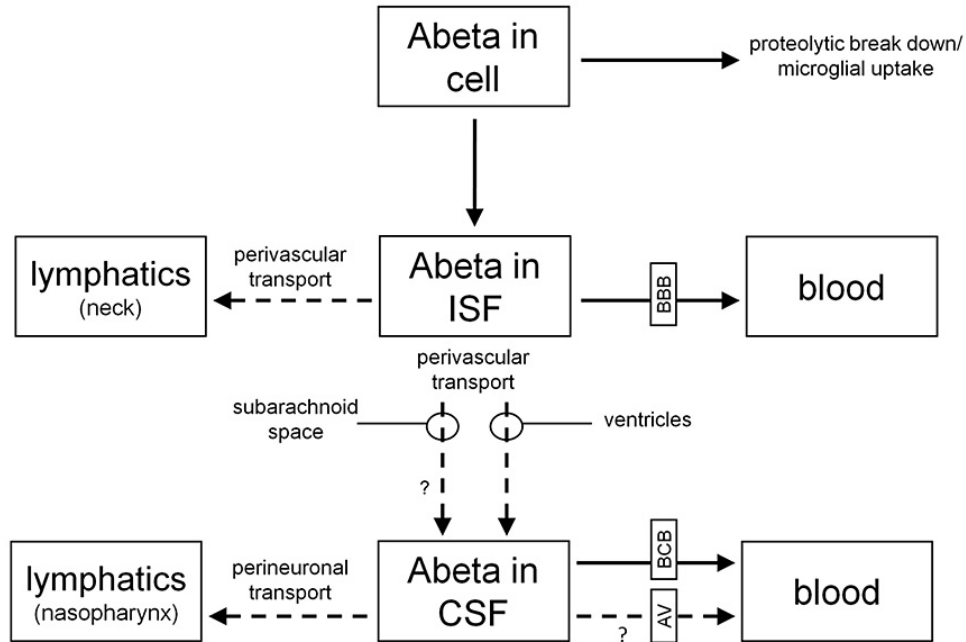 Abeta in
cell
proteolytic break down/
microglial uptake
lymphatics
(neck)
perivascular
transport
Abeta in
ISF
BBB
blood
perivascular
transport
subarachnoid
space
ventricles
?
lymphatics
(nasopharynx)
perineuronal
transport
Abeta in
CSF
BCB
AV
?
blood